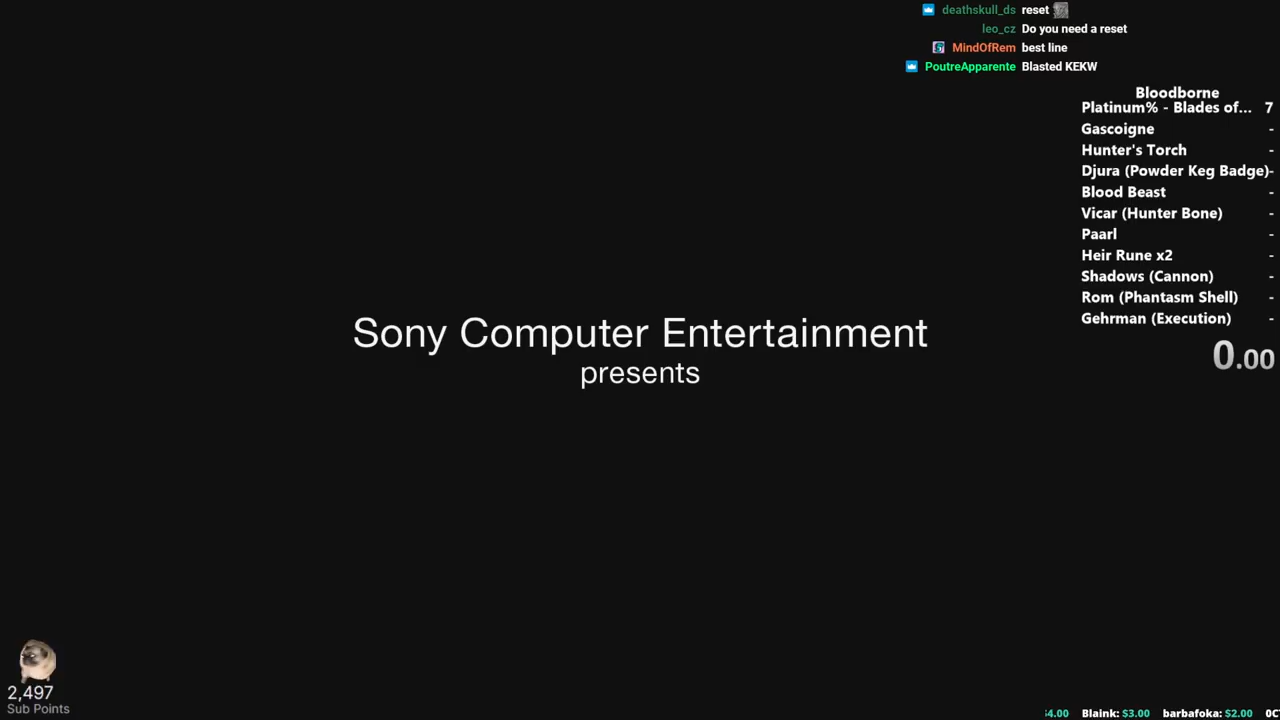 deathskull_ds reset
leo_cz Do you need a reset
MindOfRem best line
PoutreApparente Blasted KEKW
Bloodborne
Platinum% - Blades of... 7
Gascoigne -
Hunter's Torch -
Djura (Powder Keg Badge)-
Blood Beast -
Vicar (Hunter Bone) -
Paarl -
Heir Rune x2 -
Shadows (Cannon) -
Rom (Phantasm Shell) -
Gehrman (Execution) -
0.00
Sony Computer Entertainment
presents
2,497
Sub Points
4.00 Blaink: $3.00 barbafoka: $2.00